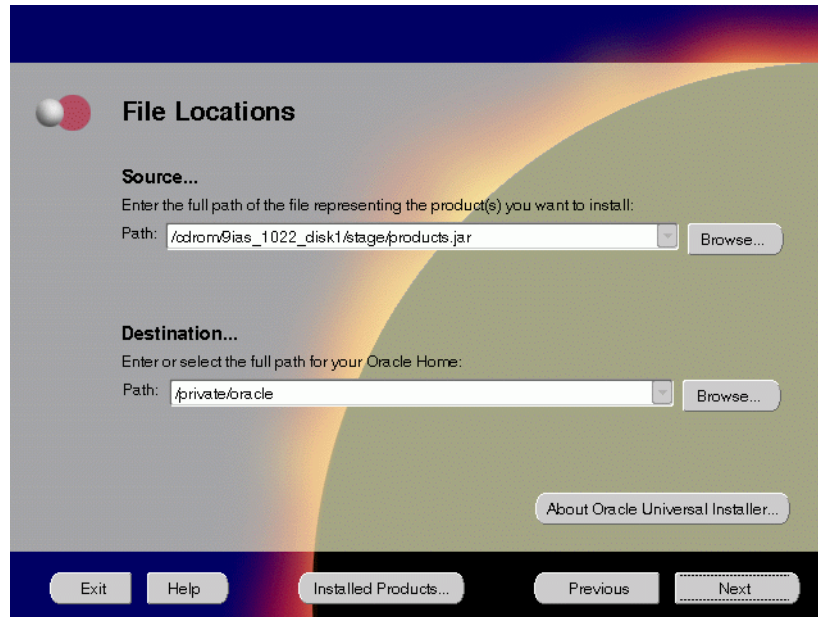 File Locations
Source...
Enter the full path of the file representing the product(s) you want to install:
Path: /cdrom/9ias_1022_disk1/stage/products.jar Browse...
Destination...
Enter or select the full path for your Oracle Home:
Path: /private/oracle Browse...
About Oracle Universal Installer...
Exit Help Installed Products... Previous Next